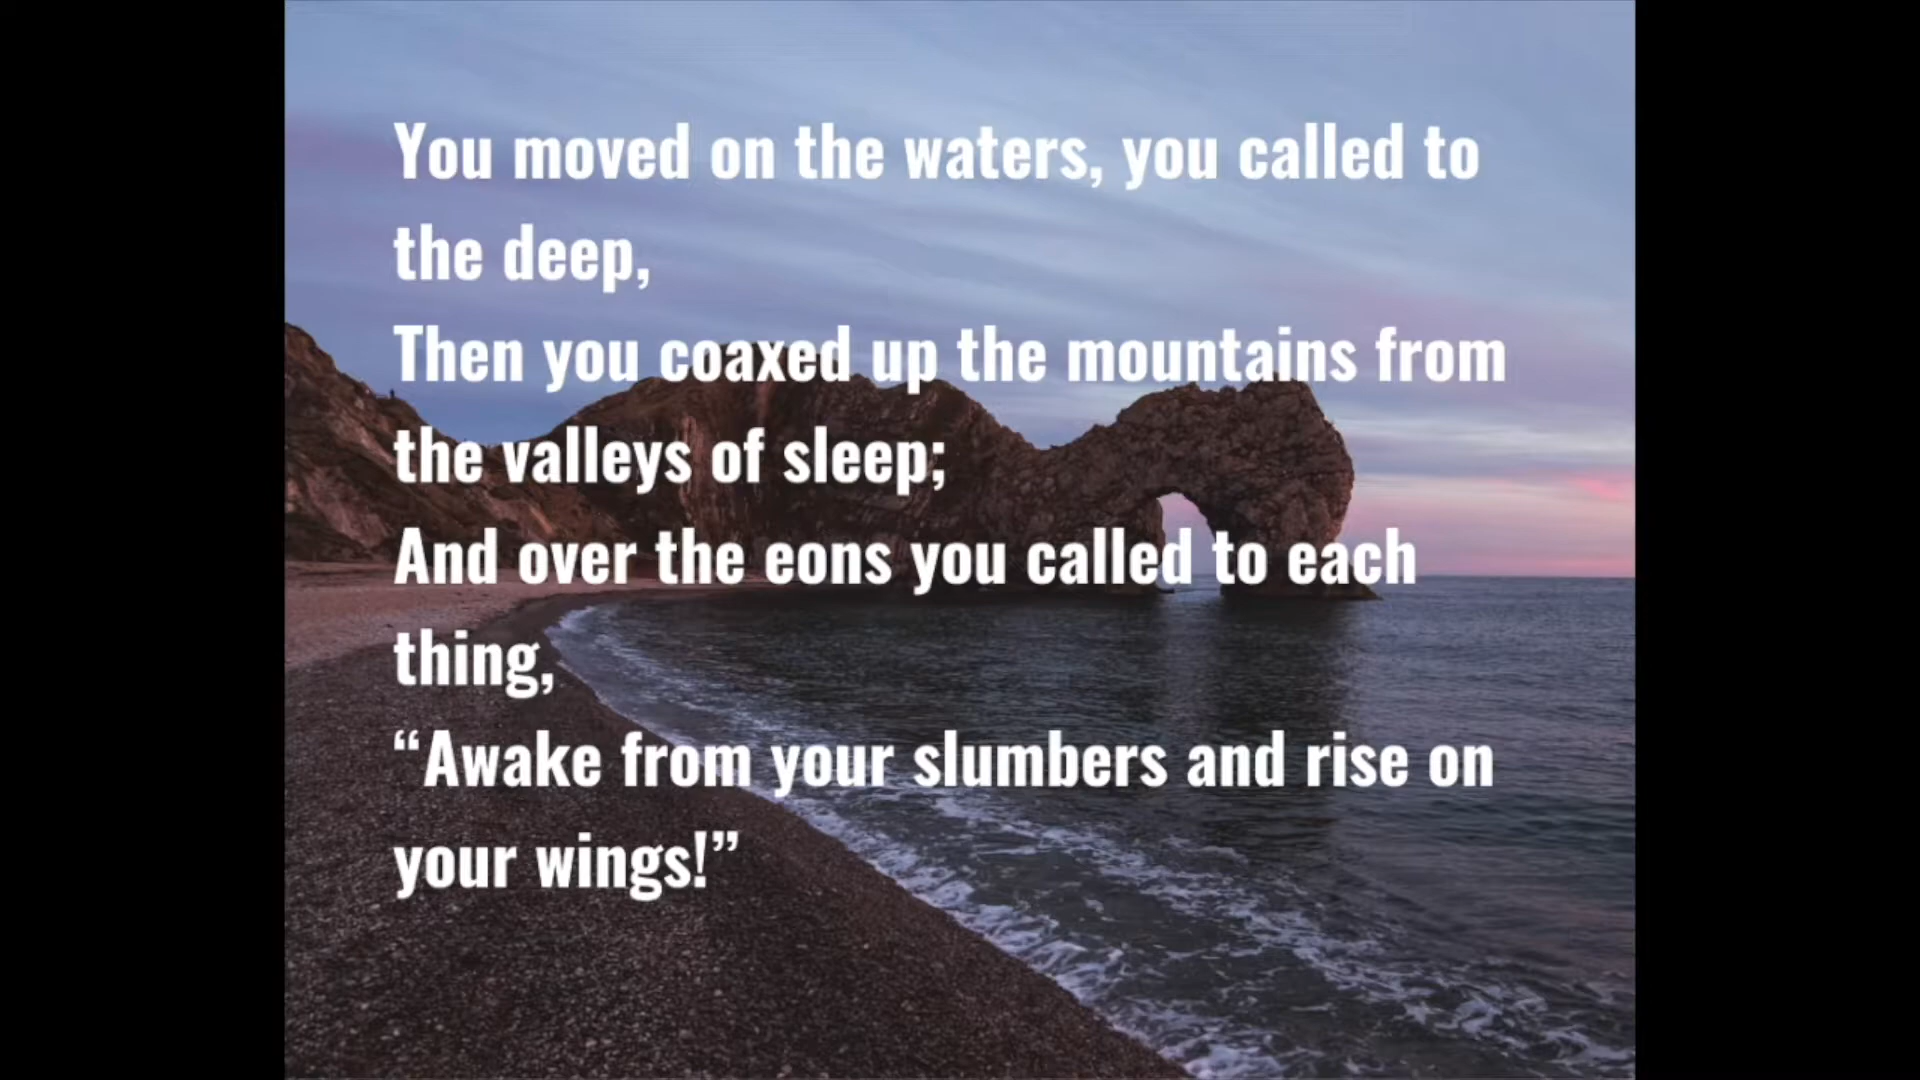 You moved on the waters, you called to
the deep,
Then you coaxed up the mountains from
the valleys of sleep;
And over the eons you called to each
thing,
“Awake from your slumbers and rise on
your wings!”